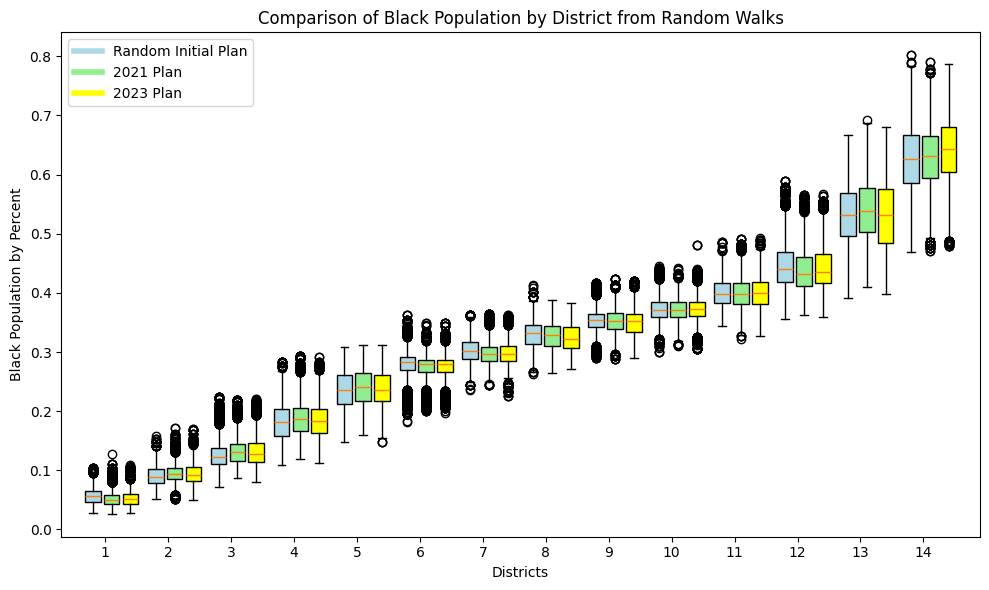 Comparison of Black Population by District from Random Walks
Random Initial Plan
2021 Plan
2023 Plan
Black Population by Percent
0.8
0.7
0.6
0.5
0.4
0.3
0.2
0.1
0.0
1 2 3 4 5 6 7 8 9 10 11 12 13 14
Districts